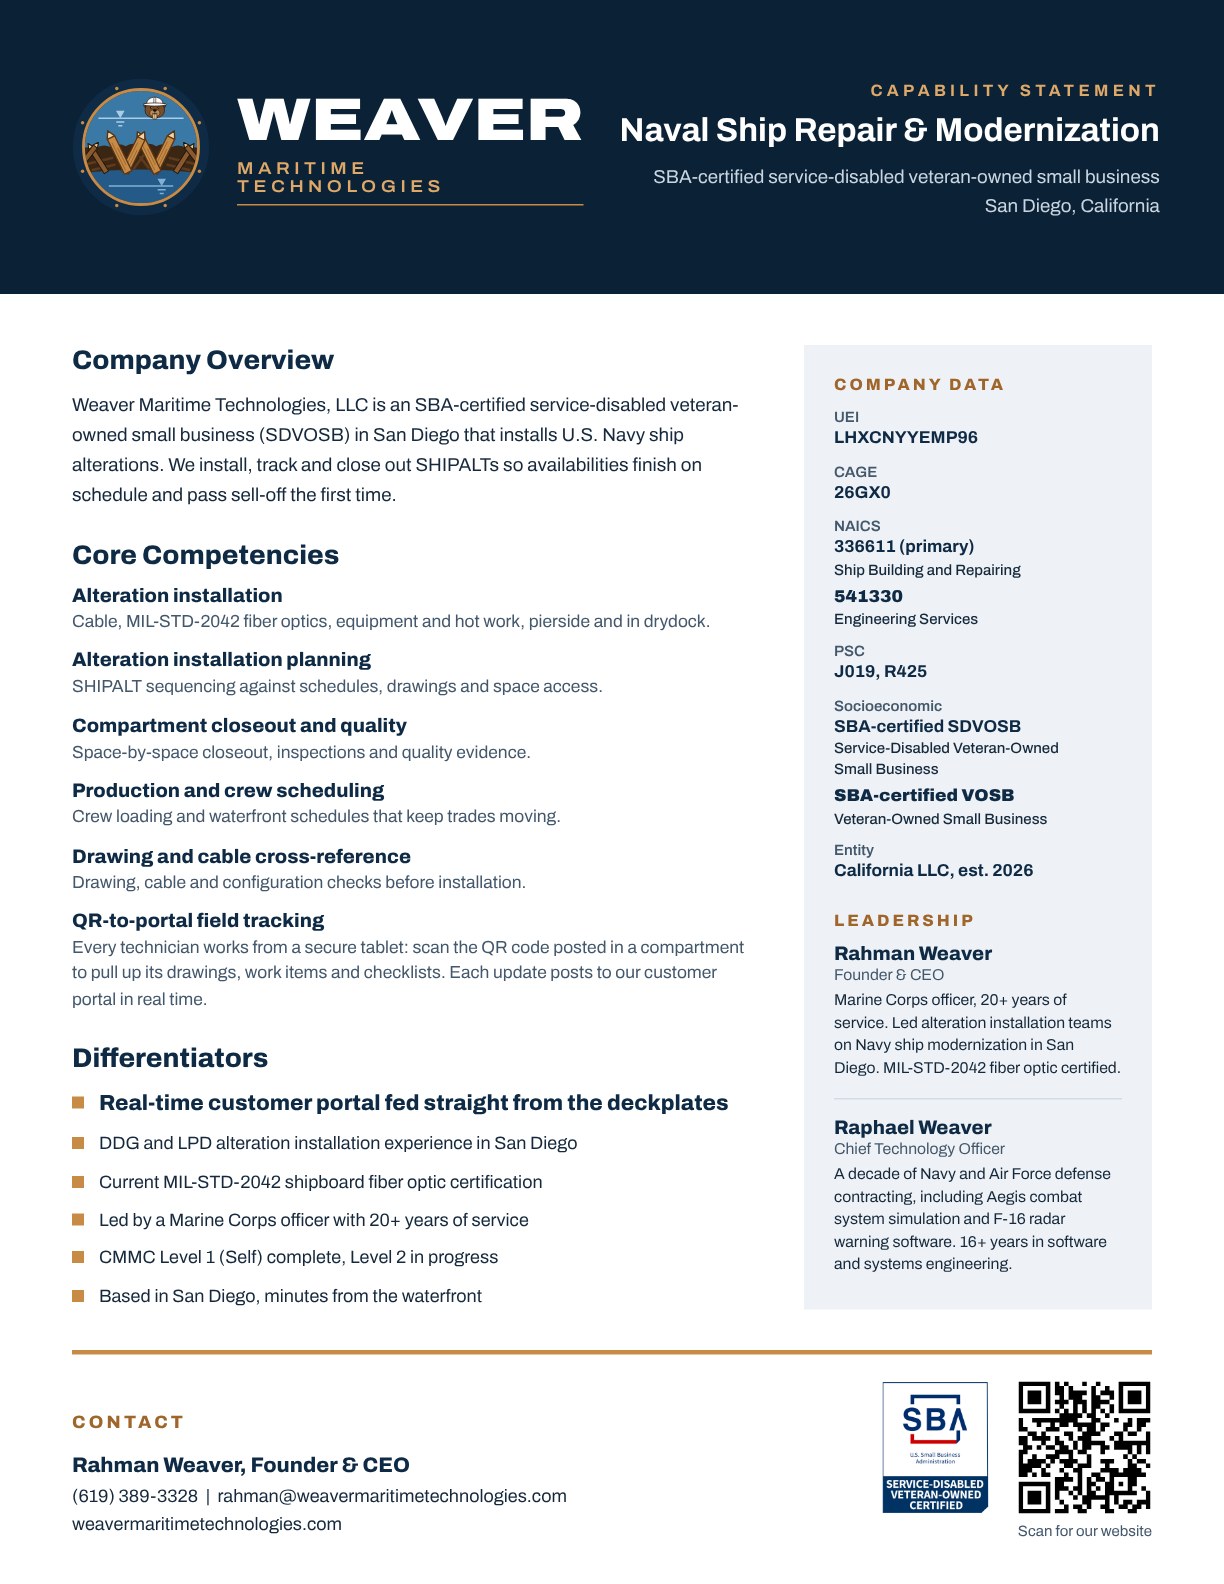 WEAVER
MARITIME
TECHNOLOGIES
CAPABILITY STATEMENT
Naval Ship Repair & Modernization
SBA-certified service-disabled veteran-owned small business
San Diego, California
Company Overview
Weaver Maritime Technologies, LLC is an SBA-certified service-disabled veteran-
owned small business (SDVOSB) in San Diego that installs U.S. Navy ship
alterations. We install, track and close out SHIPALTs so availabilities finish on
schedule and pass sell-off the first time.
Core Competencies
Alteration installation
Cable, MIL-STD-2042 fiber optics, equipment and hot work, pierside and in drydock.
Alteration installation planning
SHIPALT sequencing against schedules, drawings and space access.
Compartment closeout and quality
Space-by-space closeout, inspections and quality evidence.
Production and crew scheduling
Crew loading and waterfront schedules that keep trades moving.
Drawing and cable cross-reference
Drawing, cable and configuration checks before installation.
QR-to-portal field tracking
Every technician works from a secure tablet: scan the QR code posted in a compartment
to pull up its drawings, work items and checklists. Each update posts to our customer
portal in real time.
Differentiators
Real-time customer portal fed straight from the deckplates
DDG and LPD alteration installation experience in San Diego
Current MIL-STD-2042 shipboard fiber optic certification
Led by a Marine Corps officer with 20+ years of service
CMMC Level 1 (Self) complete, Level 2 in progress
Based in San Diego, minutes from the waterfront
COMPANY DATA
UEI
LHXCNYYEMP96
CAGE
26GX0
NAICS
336611 (primary)
Ship Building and Repairing
541330
Engineering Services
PSC
J019, R425
Socioeconomic
SBA-certified SDVOSB
Service-Disabled Veteran-Owned
Small Business
SBA-certified VOSB
Veteran-Owned Small Business
Entity
California LLC, est. 2026
LEADERSHIP
Rahman Weaver
Founder & CEO
Marine Corps officer, 20+ years of
service. Led alteration installation teams
on Navy ship modernization in San
Diego. MIL-STD-2042 fiber optic certified.
Raphael Weaver
Chief Technology Officer
A decade of Navy and Air Force defense
contracting, including Aegis combat
system simulation and F-16 radar
warning software. 16+ years in software
and systems engineering.
CONTACT
Rahman Weaver, Founder & CEO
(619) 389-3328 | rahman@weavermaritimetechnologies.com
weavermaritimetechnologies.com
SBA
U.S. Small Business
Administration
SERVICE-DISABLED
VETERAN-OWNED
CERTIFIED
Scan for our website